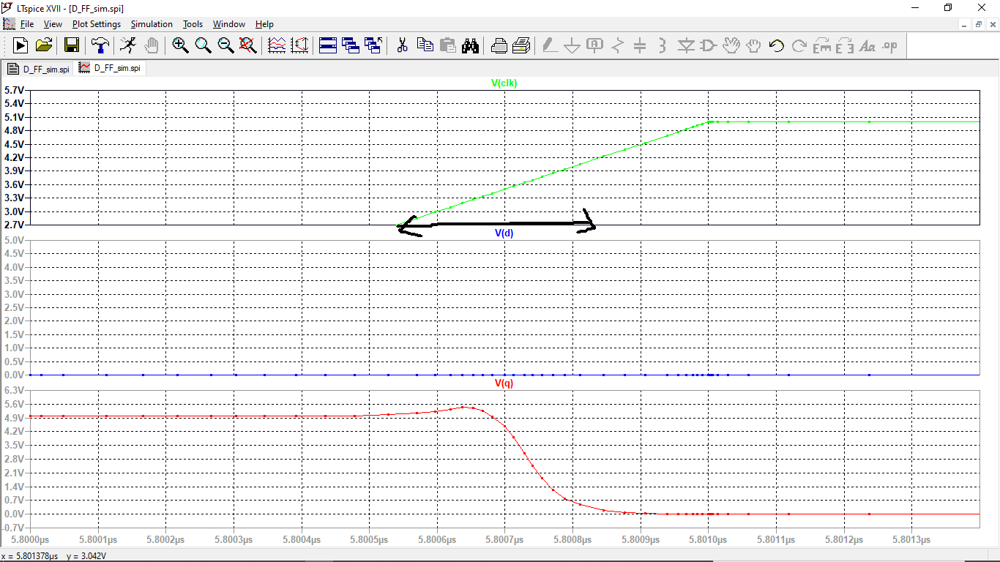 LTspice XVII - [D_FF_sim.spi]
File View Plot Settings Simulation Tools Window Help
D_FF_sim.spi D_FF_sim.spi
V(clk)
5.7V
5.4V
5.1V
4.8V
4.5V
4.2V
3.9V
3.6V
3.3V
3.0V
2.7V
V(d)
5.0V
4.5V
4.0V
3.5V
3.0V
2.5V
2.0V
1.5V
1.0V
0.5V
0.0V
V(q)
6.3V
5.6V
4.9V
4.2V
3.5V
2.8V
2.1V
1.4V
0.7V
0.0V
-0.7V
5.8000µs 5.8001µs 5.8002µs 5.8003µs 5.8004µs 5.8005µs 5.8006µs 5.8007µs 5.8008µs 5.8009µs 5.8010µs 5.8011µs 5.8012µs 5.8013µs
x = 5.801378µs y = 3.042V